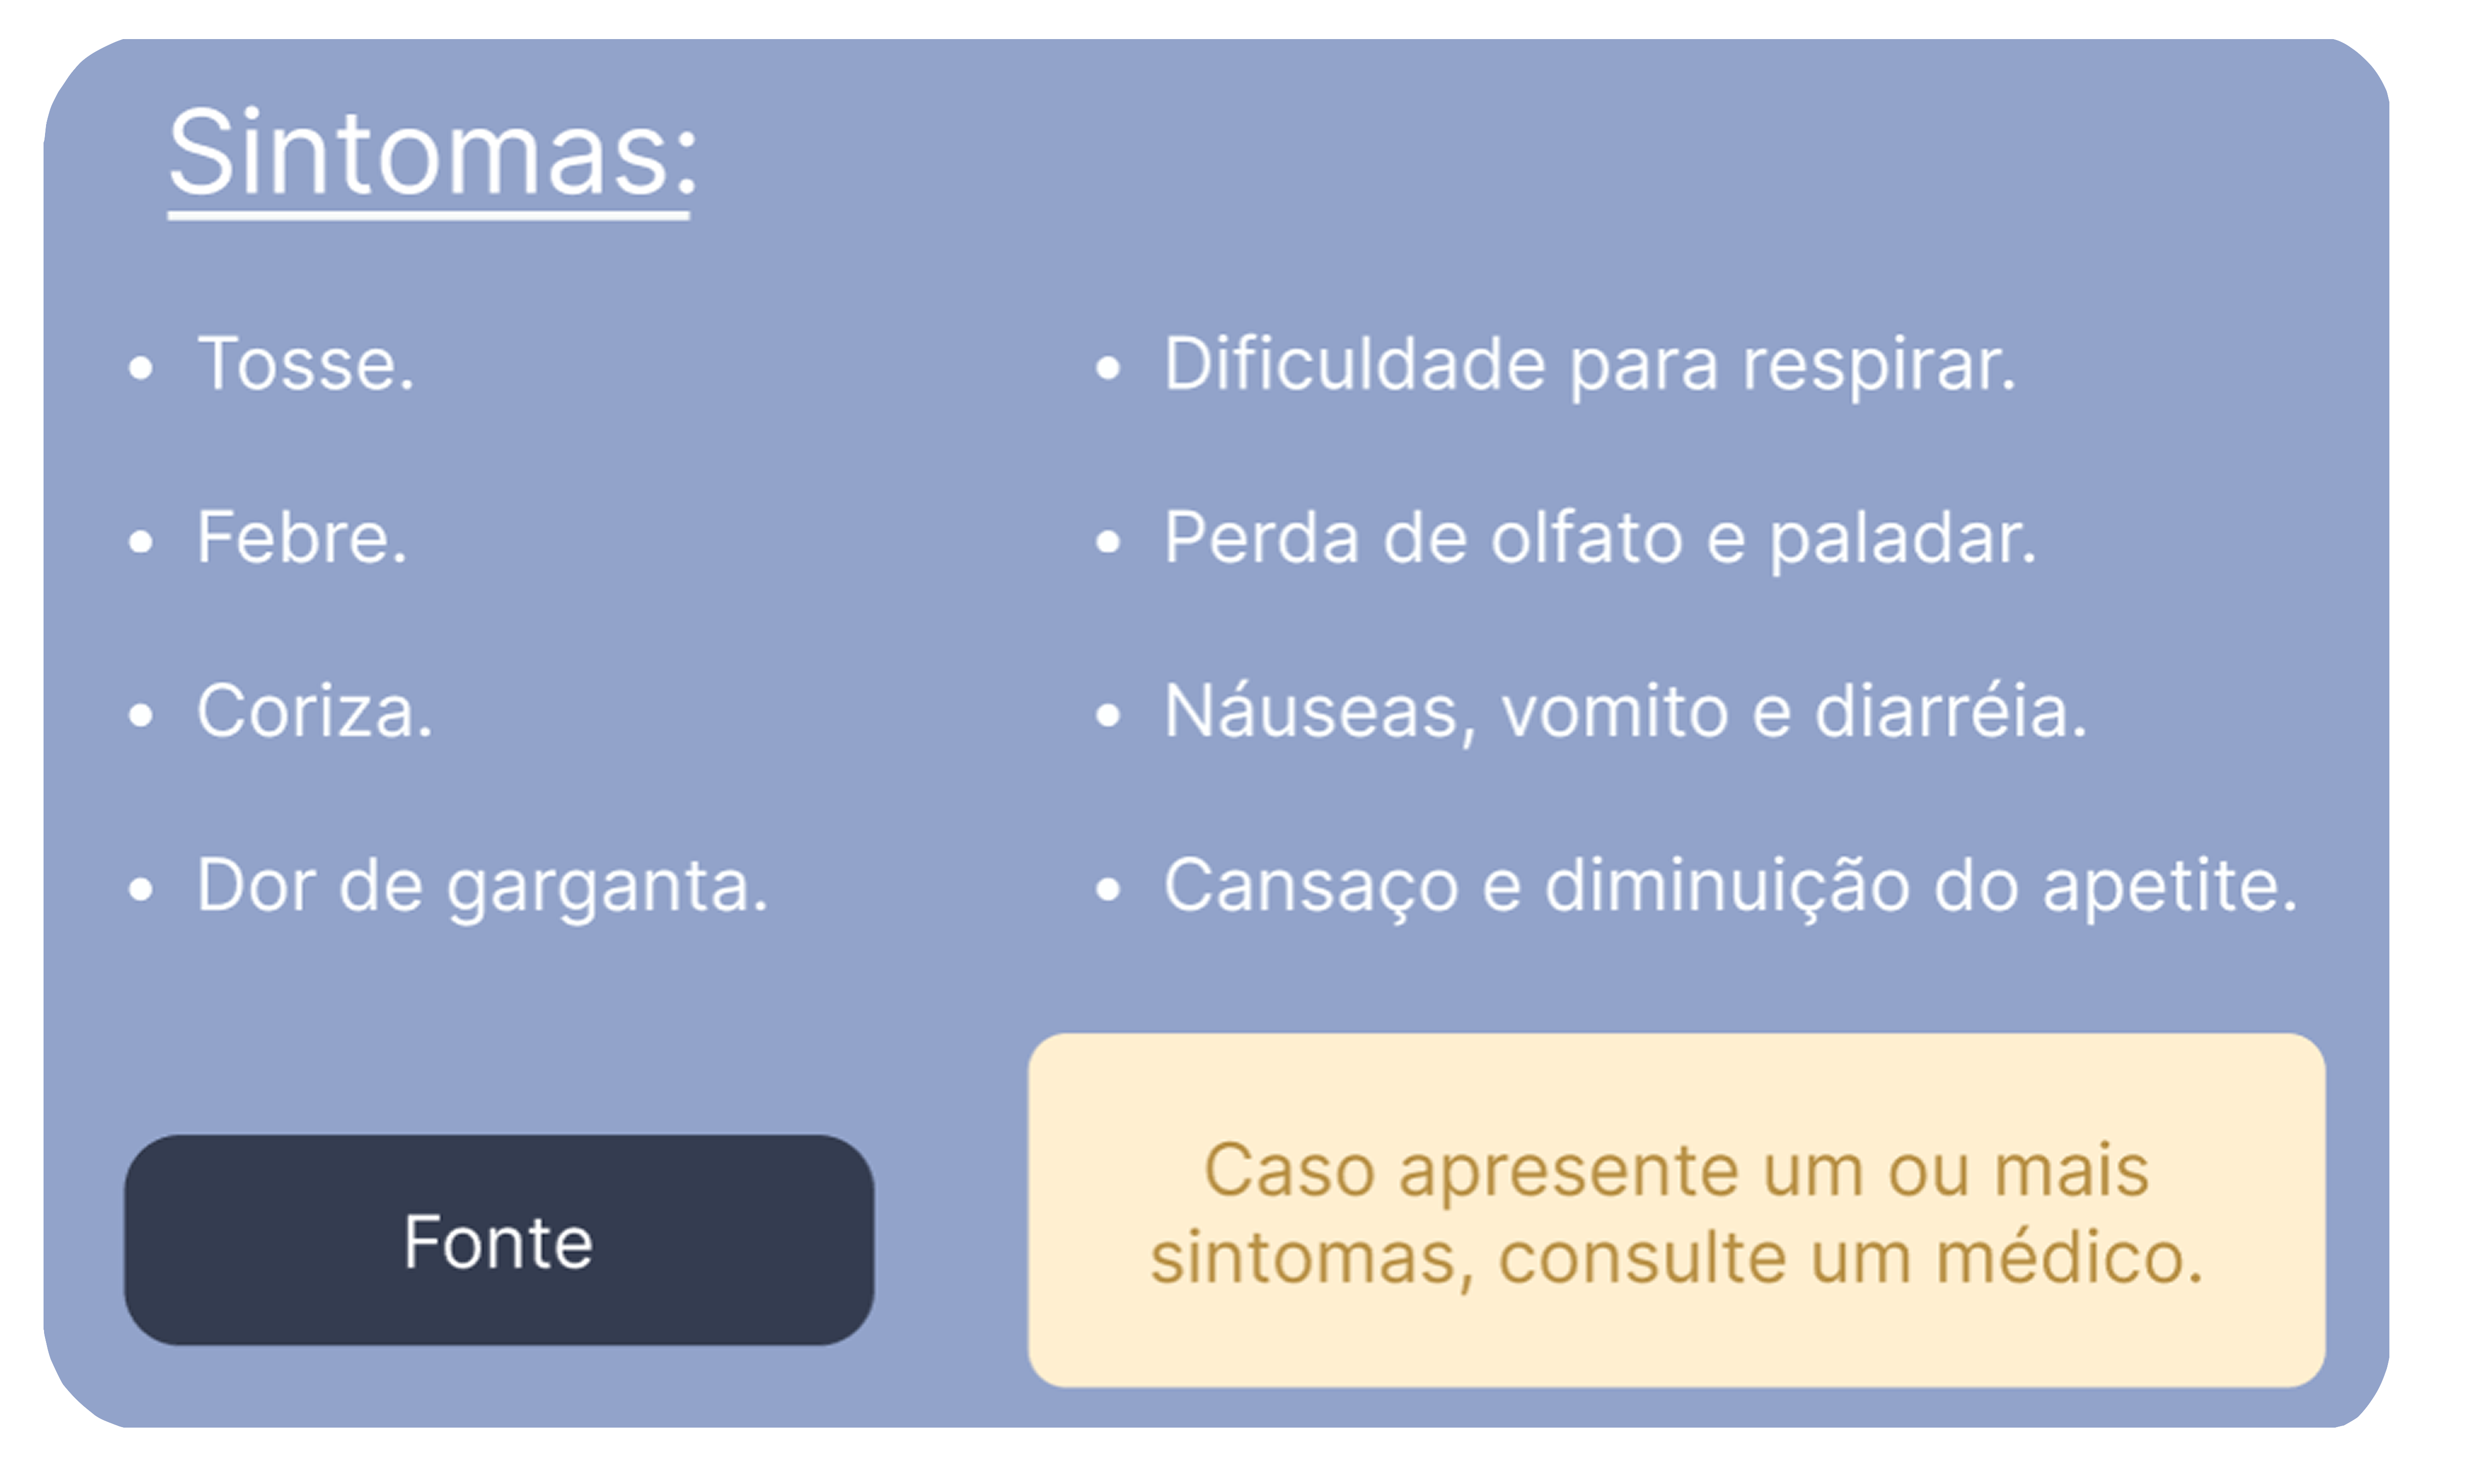 Sintomas:
• Tosse.
• Febre.
• Coriza.
• Dor de garganta.
• Dificuldade para respirar.
• Perda de olfato e paladar.
• Náuseas, vomito e diarréia.
• Cansaço e diminuição do apetite.
Fonte
Caso apresente um ou mais
sintomas, consulte um médico.